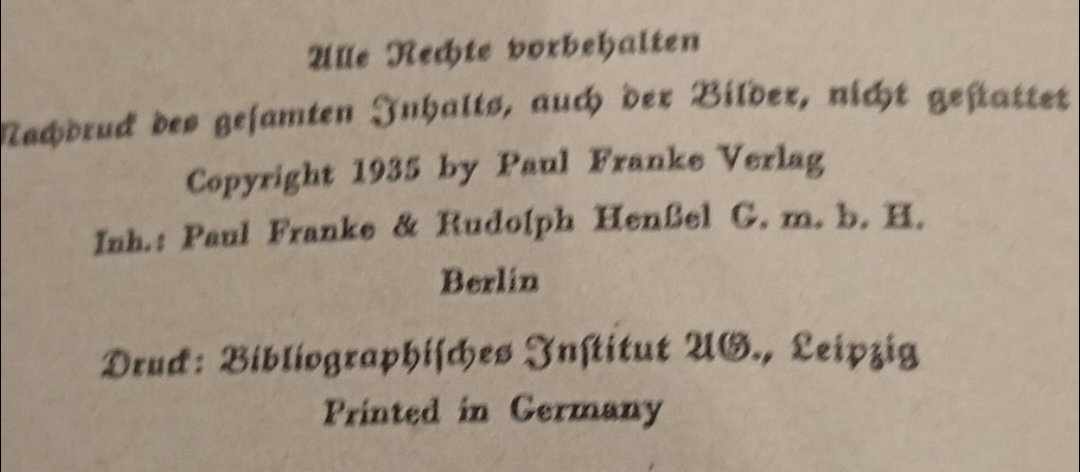 Alle Rechte vorbehalten
Nachdruck des gesamten Inhalts, auch der Bilder, nicht gestattet
Copyright 1935 by Paul Franke Verlag
Inh.: Paul Franke & Rudolph Henßel G. m. b. H.
Berlin
Druck: Bibliographisches Institut AG., Leipzig
Printed in Germany